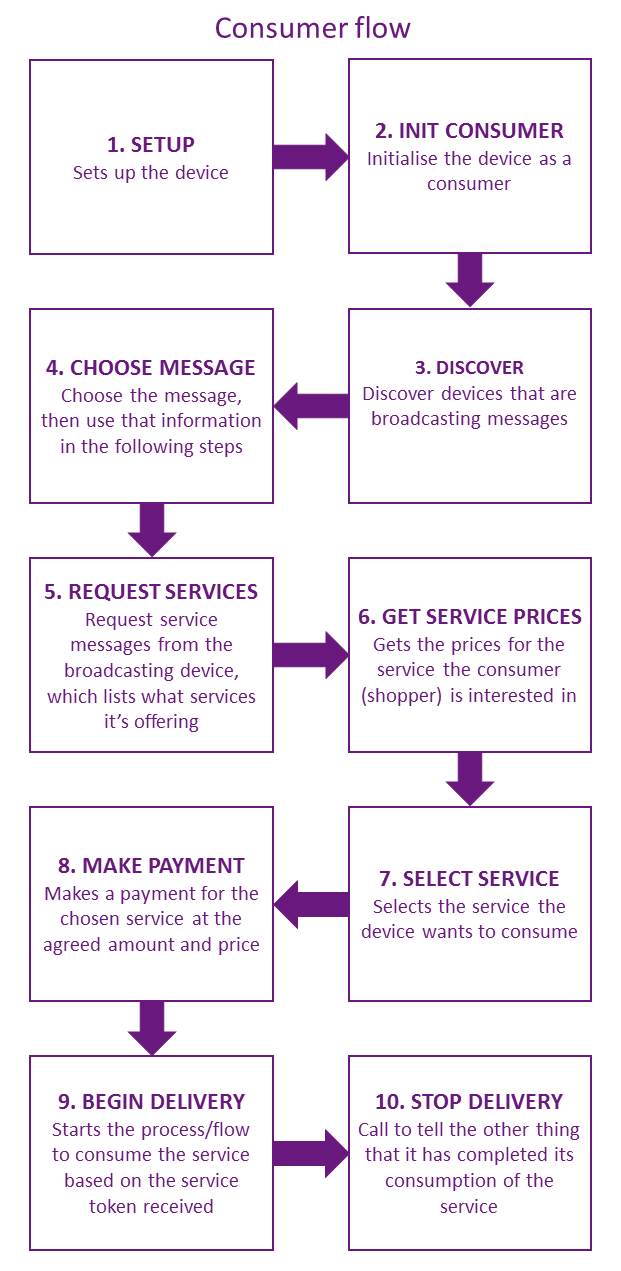 Consumer flow
1. SETUP
Sets up the device
2. INIT CONSUMER
Initialise the device as a
consumer
3. DISCOVER
Discover devices that are
broadcasting messages
4. CHOOSE MESSAGE
Choose the message,
then use that information
in the following steps
5. REQUEST SERVICES
Request service
messages from the
broadcasting device,
which lists what services
it’s offering
6. GET SERVICE PRICES
Gets the prices for the
service the consumer
(shopper) is interested in
7. SELECT SERVICE
Selects the service the
device wants to consume
8. MAKE PAYMENT
Makes a payment for the
chosen service at the
agreed amount and price
9. BEGIN DELIVERY
Starts the process/flow
to consume the service
based on the service
token received
10. STOP DELIVERY
Call to tell the other thing
that it has completed its
consumption of the
service